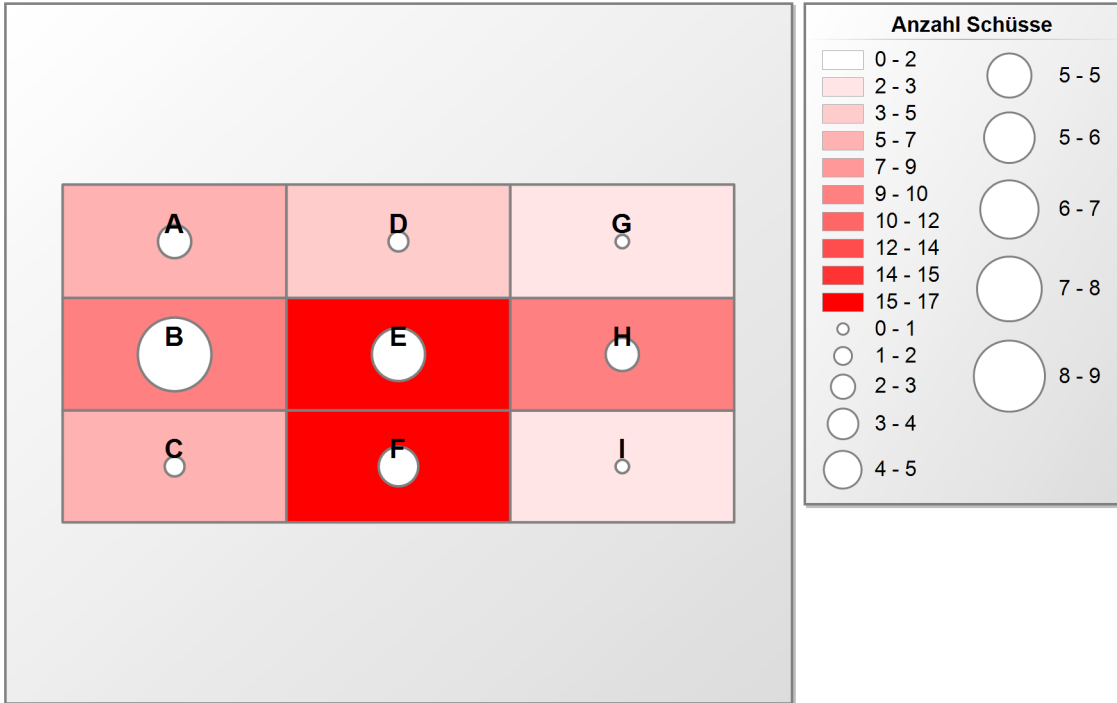 A
D
G
B
E
H
C
F
I
Anzahl Schüsse
0 - 2
2 - 3
3 - 5
5 - 7
7 - 9
9 - 10
10 - 12
12 - 14
14 - 15
15 - 17
0 - 1
1 - 2
2 - 3
3 - 4
4 - 5
5 - 5
5 - 6
6 - 7
7 - 8
8 - 9